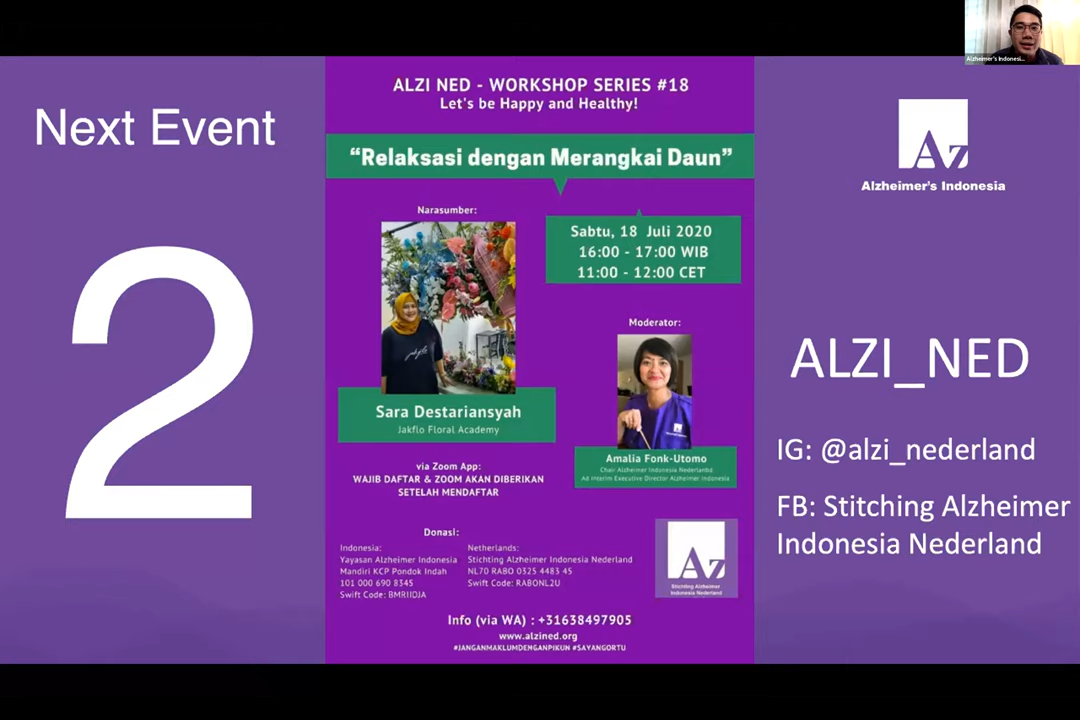 Alzheimer's Indonesi...
Next Event
2
ALZI NED - WORKSHOP SERIES #18
Let's be Happy and Healthy!
"Relaksasi dengan Merangkai Daun"
Narasumber:
Sabtu, 18 Juli 2020
16:00 - 17:00 WIB
11:00 - 12:00 CET
Sara Destariansyah
Jakflo Floral Academy
Moderator:
Amalia Fonk-Utomo
Chair Alzheimer Indonesia Nederland
Ad Interim Executive Director Alzheimer Indonesia
via Zoom App:
WAJIB DAFTAR & ZOOM AKAN DIBERIKAN
SETELAH MENDAFTAR
Donasi:
Indonesia:
Yayasan Alzheimer Indonesia
Mandiri KCP Pondok Indah
101 000 690 8345
Swift Code: BMRIIDJA
Netherlands:
Stichting Alzheimer Indonesia Nederland
NL70 RABO 0325 4483 45
Swift Code: RABONL2U
Az
Stichting Alzheimer
Indonesia Nederland
Info (via WA) : +31638497905
www.alzined.org
#JANGANMAKLUMDENGANPIKUN #SAYANGORTU
Az
Alzheimer's Indonesia
ALZI_NED
IG: @alzi_nederland
FB: Stitching Alzheimer
Indonesia Nederland